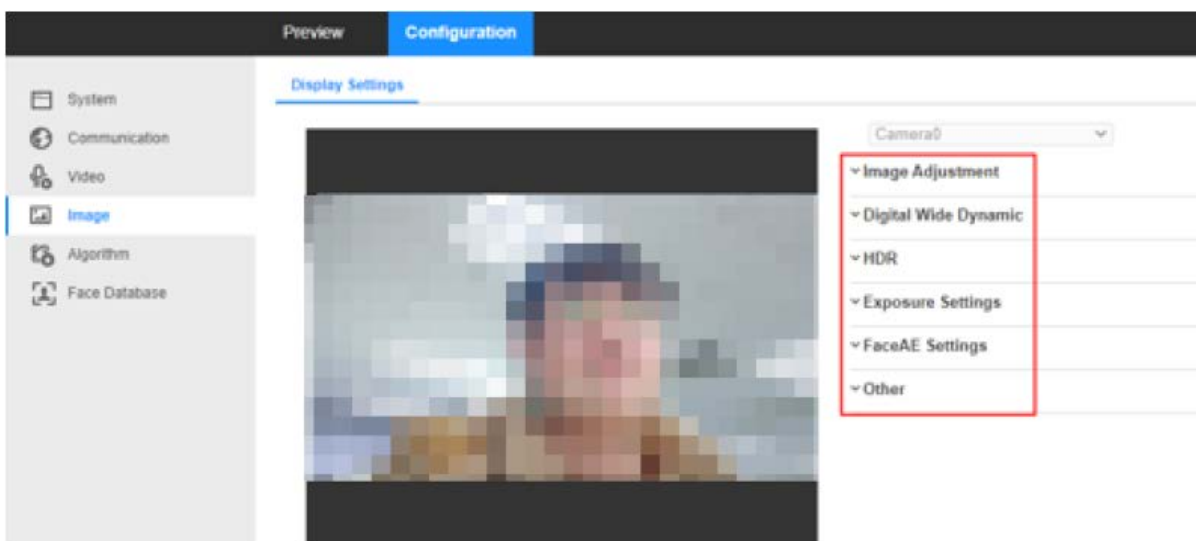 Preview
Configuration
System
Communication
Video
Image
Algorithm
Face Database
Display Settings
Camera0
Image Adjustment
Digital Wide Dynamic
HDR
Exposure Settings
FaceAE Settings
Other